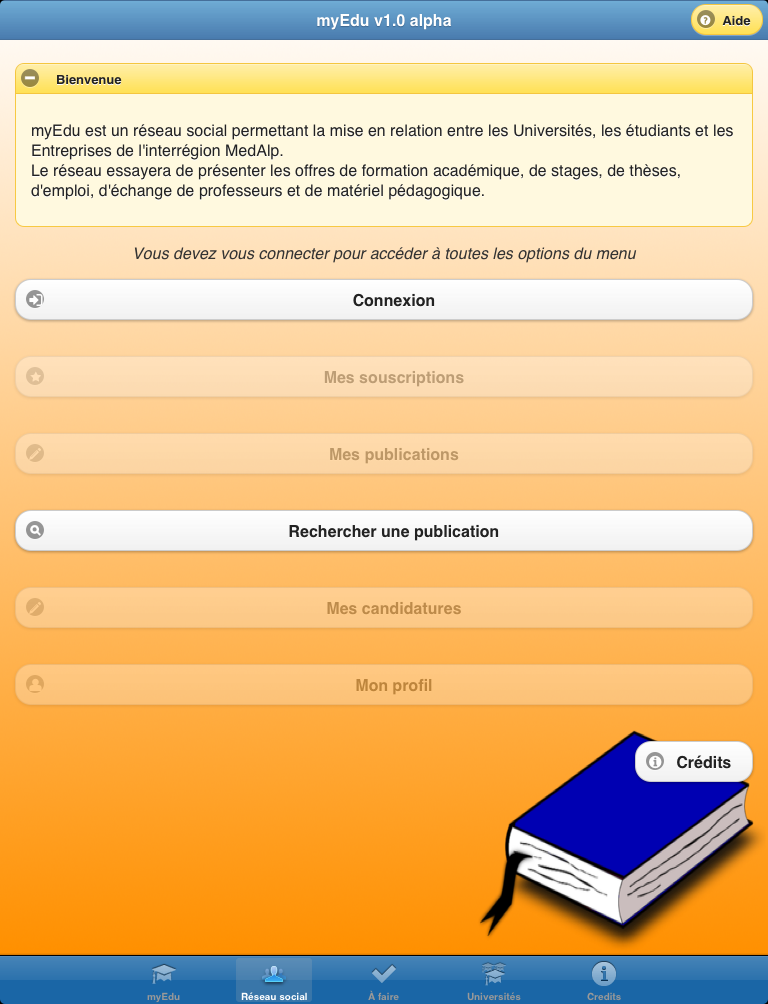 myEdu v1.0 alpha
Aide
Bienvenue
myEdu est un réseau social permettant la mise en relation entre les Universités, les étudiants et les
Entreprises de l'interrégion MedAlp.
Le réseau essayera de présenter les offres de formation académique, de stages, de thèses,
d'emploi, d'échange de professeurs et de matériel pédagogique.
Vous devez vous connecter pour accéder à toutes les options du menu
Connexion
Mes souscriptions
Mes publications
Rechercher une publication
Mes candidatures
Mon profil
Crédits
myEdu
Réseau social
À faire
Universités
Credits